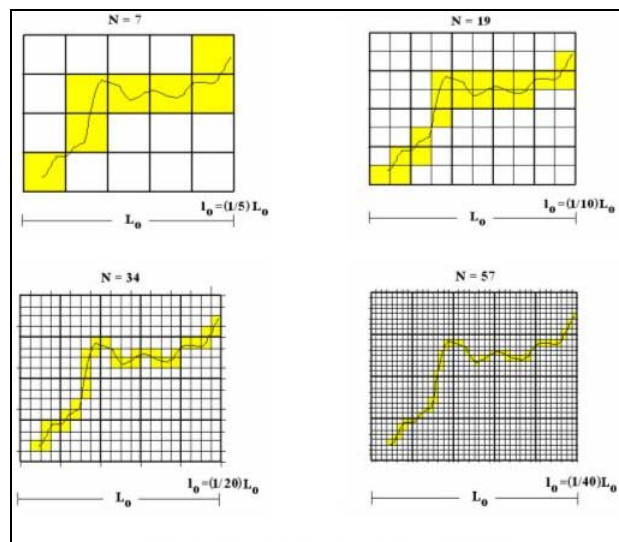 N = 7
N = 19
l₀=(1/5)L₀
L₀
l₀=(1/10)L₀
L₀
N = 34
N = 57
l₀=(1/20)L₀
L₀
l₀=(1/40)L₀
L₀